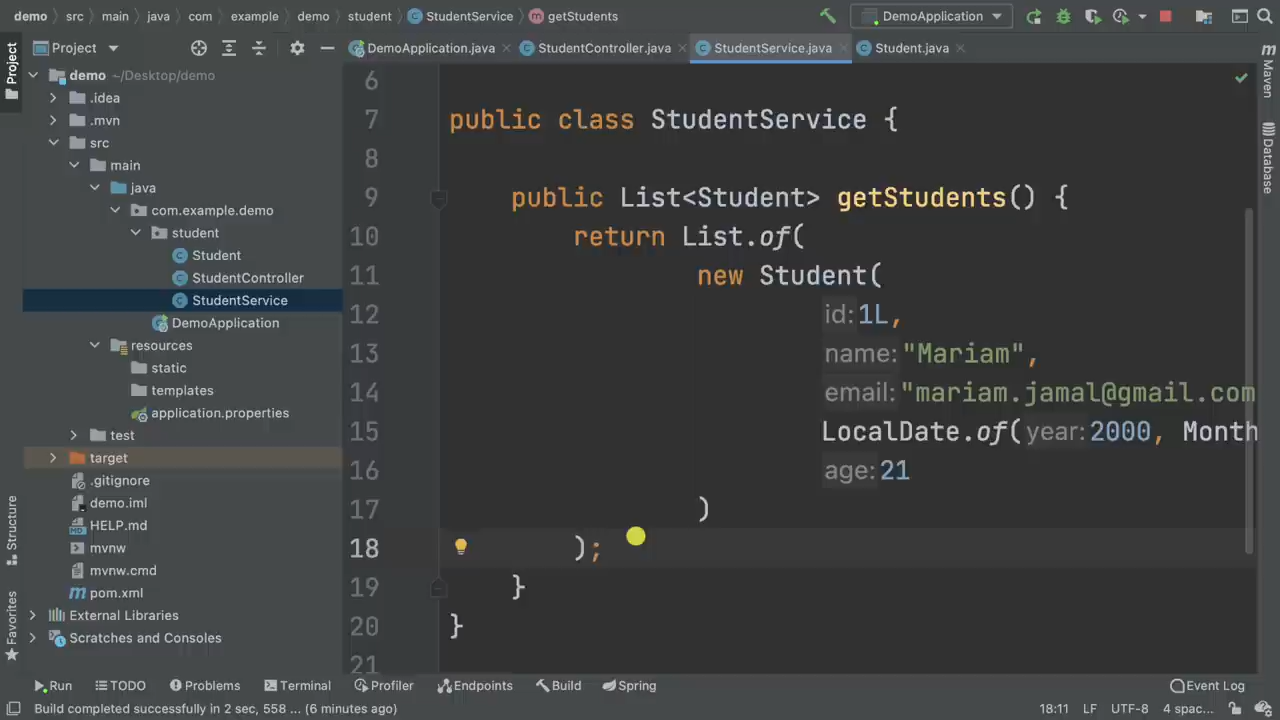 demo › src › main › java › com › example › demo › student › StudentService › getStudents
DemoApplication
Project
DemoApplication.java
StudentController.java
StudentService.java
Student.java
Project
Structure
Favorites
Maven
Database
demo ~/Desktop/demo
.idea
.mvn
src
main
java
com.example.demo
student
Student
StudentController
StudentService
DemoApplication
resources
static
templates
application.properties
test
target
.gitignore
demo.iml
HELP.md
mvnw
mvnw.cmd
pom.xml
External Libraries
Scratches and Consoles
6
7 public class StudentService {
8
9 public List<Student> getStudents() {
10 return List.of(
11 new Student(
12 id: 1L,
13 name: "Mariam",
14 email: "mariam.jamal@gmail.com
15 LocalDate.of( year: 2000, Month
16 age: 21
17 )
18 );
19 }
20 }
21
Run TODO Problems Terminal Profiler Endpoints Build Spring Event Log
Build completed successfully in 2 sec, 558 ... (6 minutes ago) 18:11 LF UTF-8 4 spac...